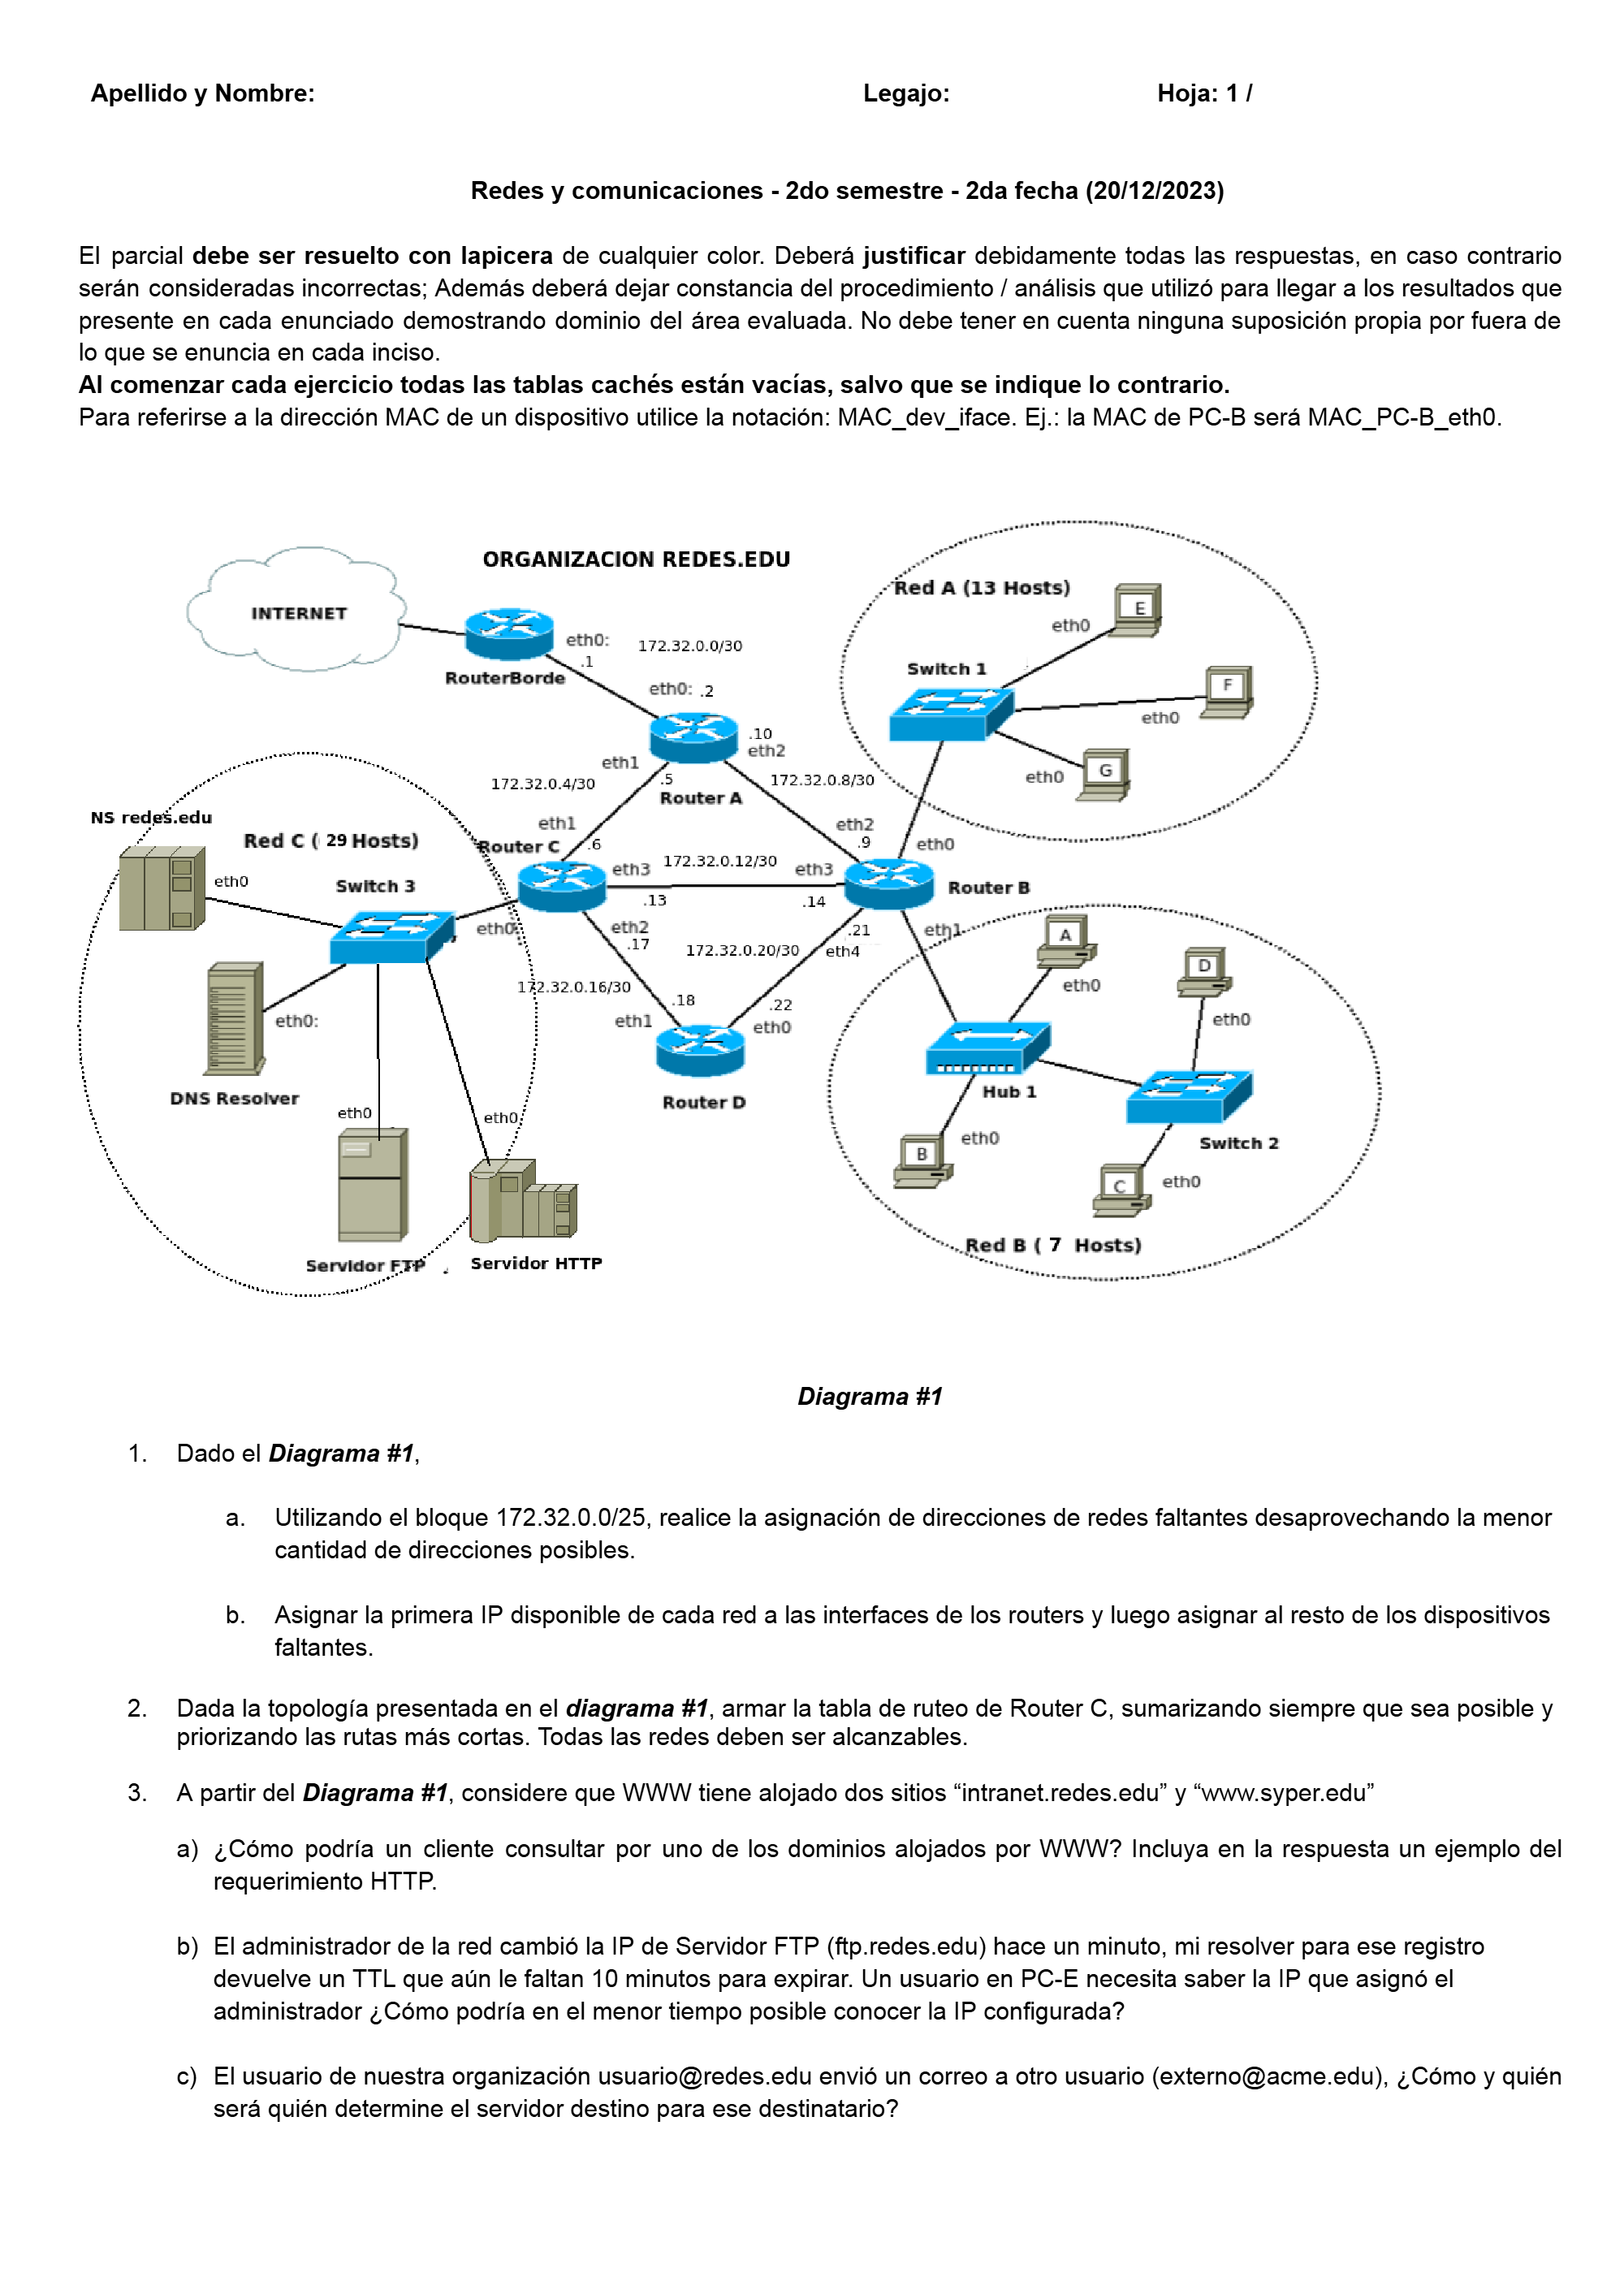 Apellido y Nombre: Legajo: Hoja: 1 /
Redes y comunicaciones - 2do semestre - 2da fecha (20/12/2023)
El parcial debe ser resuelto con lapicera de cualquier color. Deberá justificar debidamente todas las respuestas, en caso contrario
serán consideradas incorrectas; Además deberá dejar constancia del procedimiento / análisis que utilizó para llegar a los resultados que
presente en cada enunciado demostrando dominio del área evaluada. No debe tener en cuenta ninguna suposición propia por fuera de
lo que se enuncia en cada inciso.
Al comenzar cada ejercicio todas las tablas cachés están vacías, salvo que se indique lo contrario.
Para referirse a la dirección MAC de un dispositivo utilice la notación: MAC_dev_iface. Ej.: la MAC de PC-B será MAC_PC-B_eth0.
ORGANIZACION REDES.EDU
INTERNET
RouterBorde
eth0:
.1
172.32.0.0/30
eth0: .2
.10
eth2
eth1
.5
172.32.0.4/30
172.32.0.8/30
Router A
Red A (13 Hosts)
E
eth0
Switch 1
F
eth0
G
eth0
NS redes.edu
Red C ( 29 Hosts)
eth0
Switch 3
eth1
Router C
.6
eth3
172.32.0.12/30
eth3
eth2
.9
eth0
Router B
.13
.14
eth0
eth2
.17
172.32.0.20/30
.21
eth4
eth1
A
eth0
D
eth0
172.32.0.16/30
.18
.22
eth1
eth0
eth0:
DNS Resolver
Router D
Hub 1
Switch 2
eth0
eth0
B
eth0
C
eth0
Servidor FTP
Servidor HTTP
Red B ( 7 Hosts)
Diagrama #1
1. Dado el Diagrama #1,
a. Utilizando el bloque 172.32.0.0/25, realice la asignación de direcciones de redes faltantes desaprovechando la menor
cantidad de direcciones posibles.
b. Asignar la primera IP disponible de cada red a las interfaces de los routers y luego asignar al resto de los dispositivos
faltantes.
2. Dada la topología presentada en el diagrama #1, armar la tabla de ruteo de Router C, sumarizando siempre que sea posible y
priorizando las rutas más cortas. Todas las redes deben ser alcanzables.
3. A partir del Diagrama #1, considere que WWW tiene alojado dos sitios “intranet.redes.edu” y “www.syper.edu”
a) ¿Cómo podría un cliente consultar por uno de los dominios alojados por WWW? Incluya en la respuesta un ejemplo del
requerimiento HTTP.
b) El administrador de la red cambió la IP de Servidor FTP (ftp.redes.edu) hace un minuto, mi resolver para ese registro
devuelve un TTL que aún le faltan 10 minutos para expirar. Un usuario en PC-E necesita saber la IP que asignó el
administrador ¿Cómo podría en el menor tiempo posible conocer la IP configurada?
c) El usuario de nuestra organización usuario@redes.edu envió un correo a otro usuario (externo@acme.edu), ¿Cómo y quién
será quién determine el servidor destino para ese destinatario?